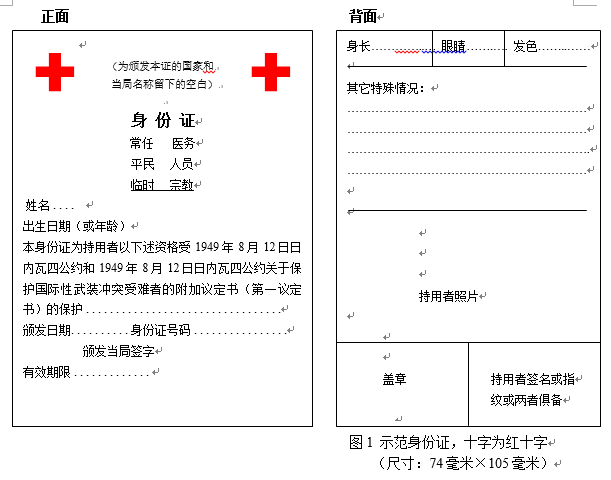 正面
（为颁发本证的国家和
当局名称留下的空白）
身 份 证
常任 医务
平民 人员
临时 宗教
姓名 . . . .
出生日期（或年龄）
本身份证为持用者以下述资格受 1949 年 8 月 12 日日
内瓦四公约和 1949 年 8 月 12 日日内瓦四公约关于保
护国际性武装冲突受难者的附加议定书（第一议定
书）的保护 . . . . . . . . . . . . . . . . . . . . . . . . . . . . . . . . .
颁发日期. . . . . . . . . . 身份证号码 . . . . . . . . . . . . . . . .
颁发当局签字
有效期限 . . . . . . . . . . . . .
背面
身长………… 眼睛………… 发色…………
其它特殊情况：
…………………………………………………
…………………………………………………
…………………………………………………
…………………………………………………
持用者照片
盖章
持用者签名或指
纹或两者俱备
图 1 示范身份证，十字为红十字
（尺寸：74 毫米×105 毫米）